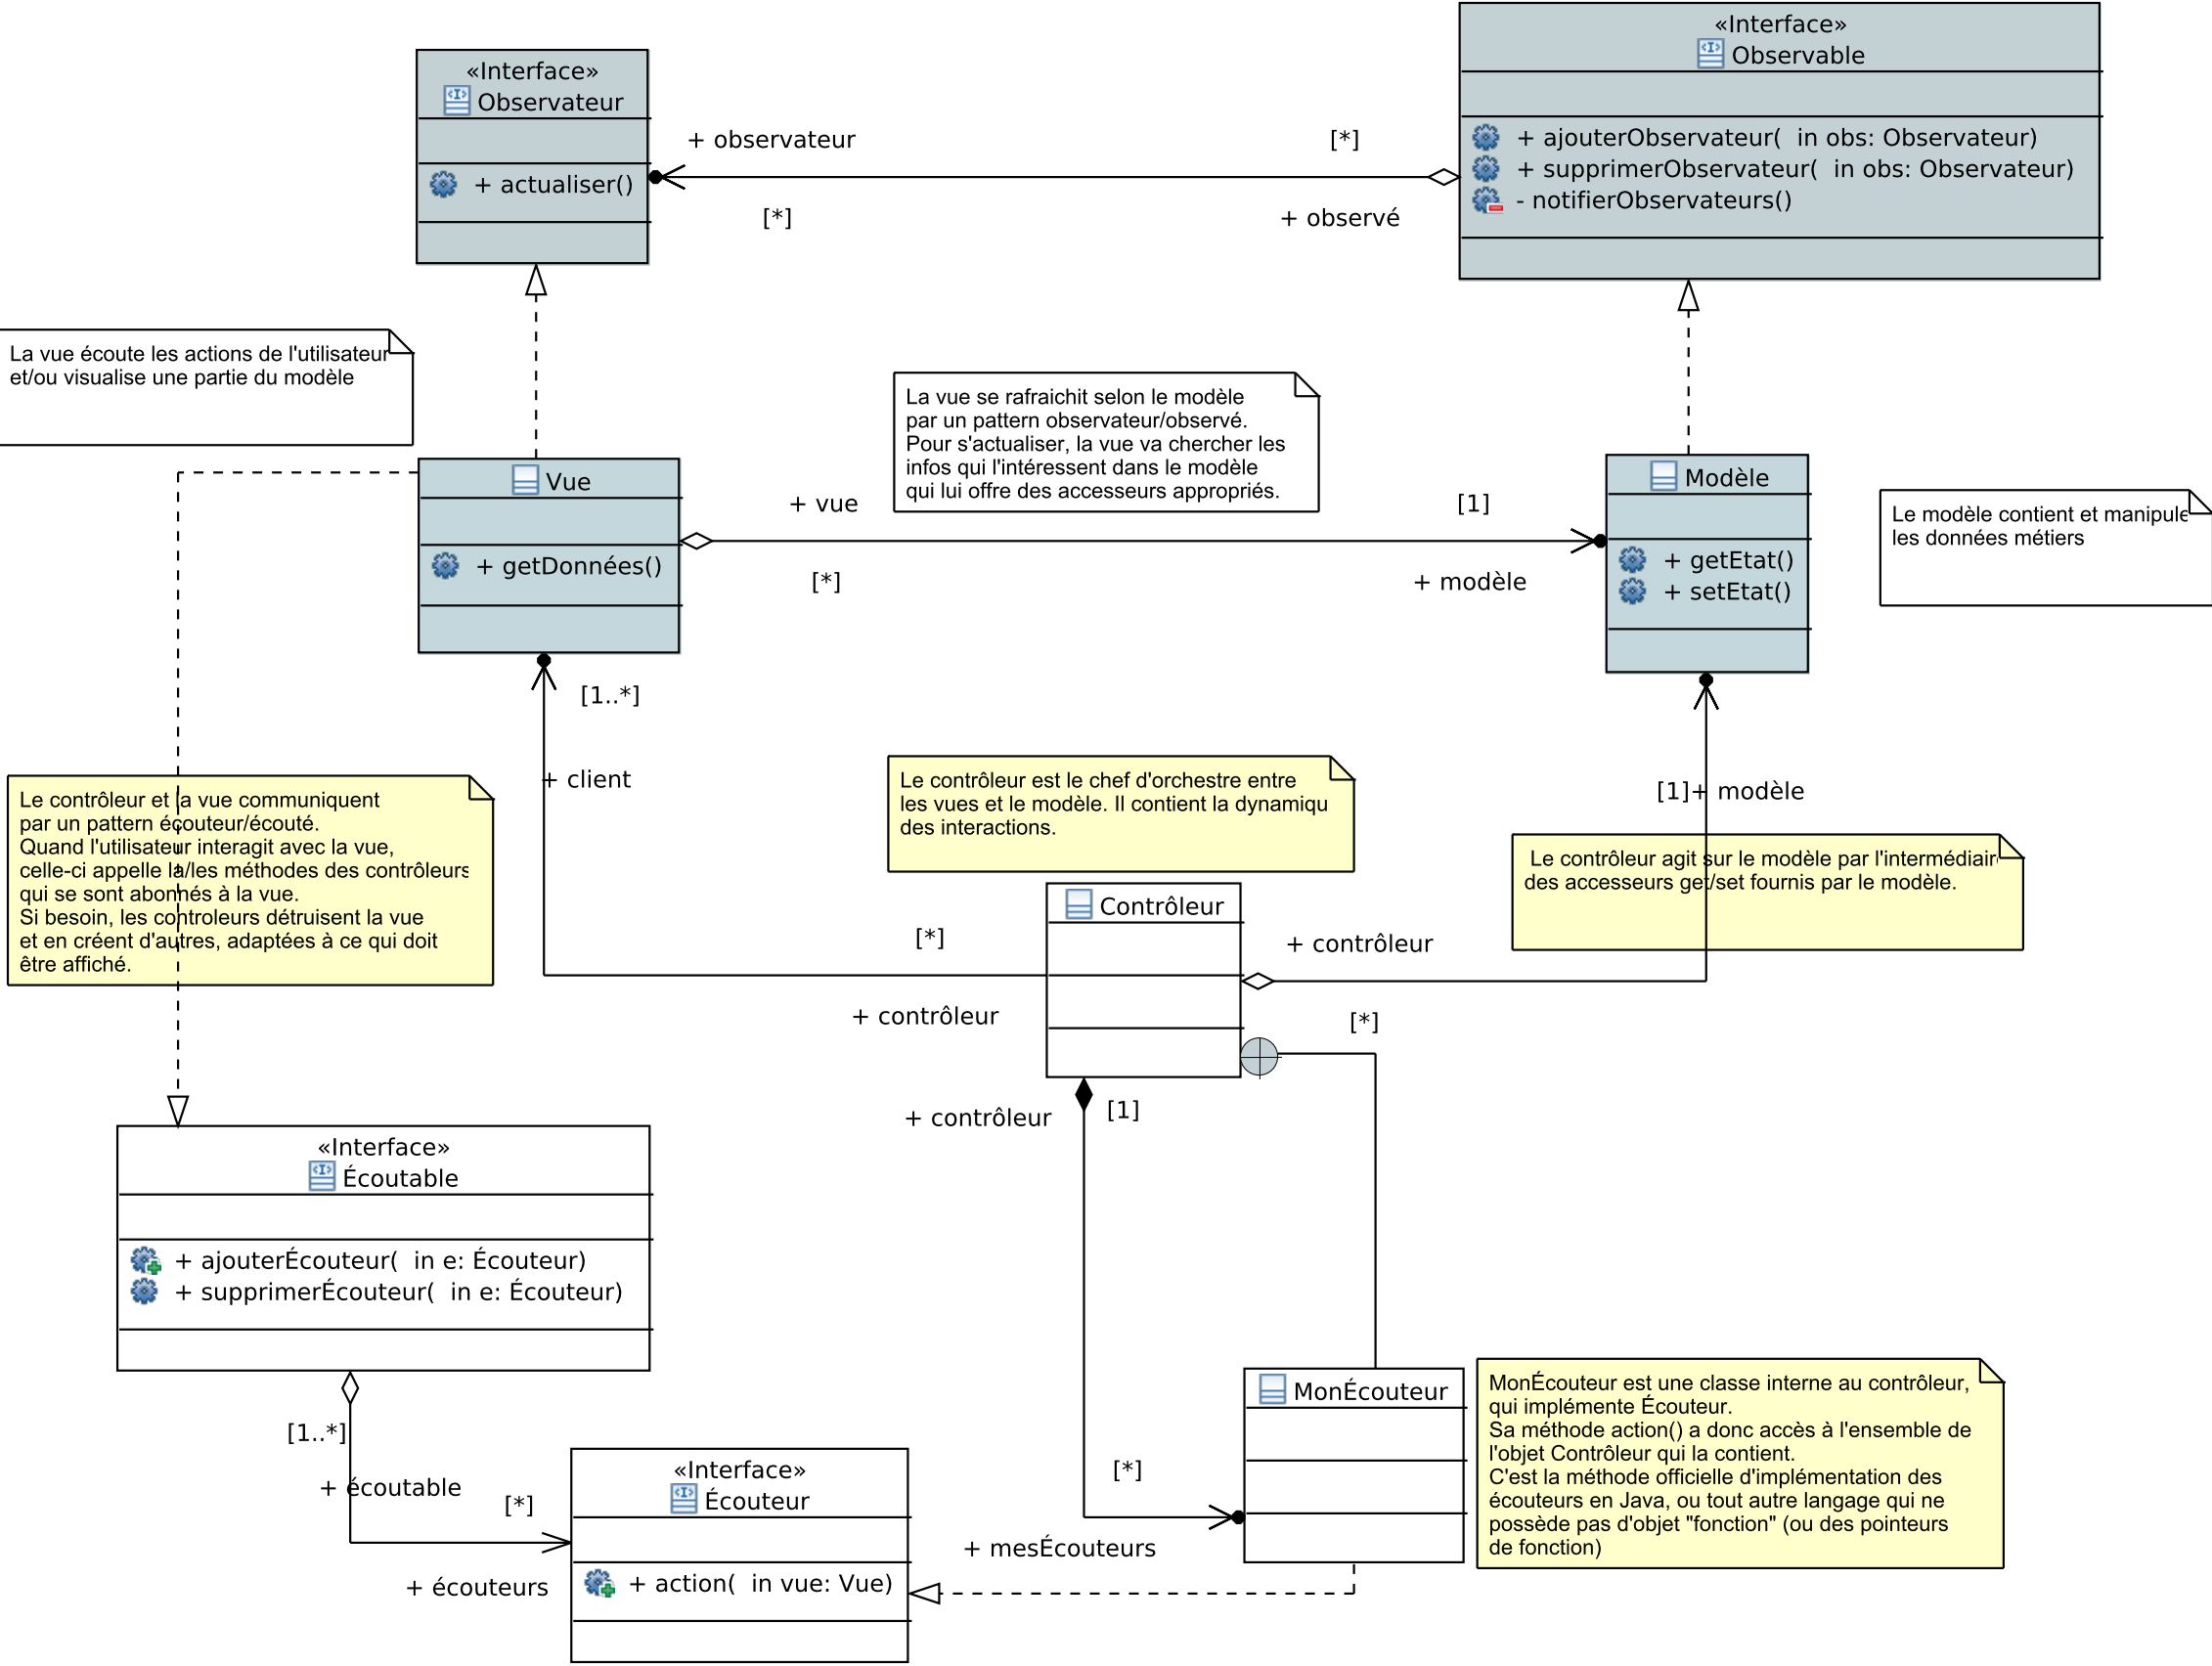 «Interface»
Observateur
+ actualiser()
+ observateur
[*]
[*]
+ observé
«Interface»
Observable
+ ajouterObservateur(  in obs: Observateur)
+ supprimerObservateur(  in obs: Observateur)
- notifierObservateurs()
La vue écoute les actions de l'utilisateur
et/ou visualise une partie du modèle
La vue se rafraichit selon le modèle
par un pattern observateur/observé.
Pour s'actualiser, la vue va chercher les
infos qui l'intéressent dans le modèle
qui lui offre des accesseurs appropriés.
Vue
+ getDonnées()
+ vue
[*]
[1]
+ modèle
Modèle
+ getEtat()
+ setEtat()
Le modèle contient et manipule
les données métiers
[1..*]
+ client
Le contrôleur et la vue communiquent
par un pattern écouteur/écouté.
Quand l'utilisateur interagit avec la vue,
celle-ci appelle la/les méthodes des contrôleurs
qui se sont abonnés à la vue.
Si besoin, les controleurs détruisent la vue
et en créent d'autres, adaptées à ce qui doit
être affiché.
Le contrôleur est le chef d'orchestre entre
les vues et le modèle. Il contient la dynamiqu
des interactions.
[1]+ modèle
Le contrôleur agit sur le modèle par l'intermédiair
des accesseurs get/set fournis par le modèle.
Contrôleur
[*]
+ contrôleur
+ contrôleur
[*]
+ contrôleur
[1]
«Interface»
Écoutable
+ ajouterÉcouteur(  in e: Écouteur)
+ supprimerÉcouteur(  in e: Écouteur)
[1..*]
+ écoutable
[*]
+ écouteurs
«Interface»
Écouteur
+ action(  in vue: Vue)
[*]
+ mesÉcouteurs
MonÉcouteur
MonÉcouteur est une classe interne au contrôleur,
qui implémente Écouteur.
Sa méthode action() a donc accès à l'ensemble de
l'objet Contrôleur qui la contient.
C'est la méthode officielle d'implémentation des
écouteurs en Java, ou tout autre langage qui ne
possède pas d'objet "fonction" (ou des pointeurs
de fonction)